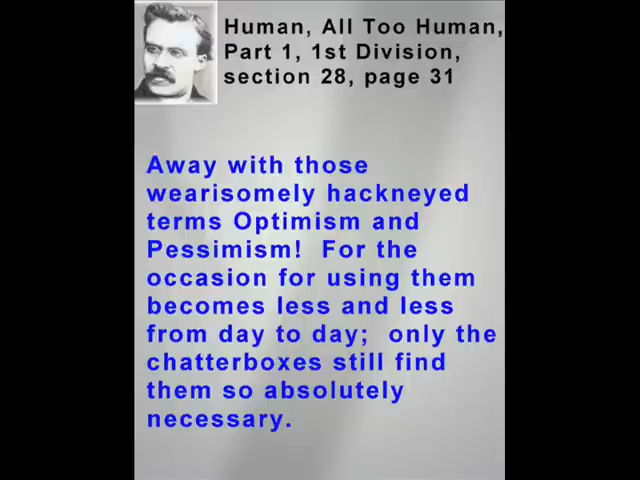 Human, All Too Human,
Part 1, 1st Division,
section 28, page 31
Away with those
wearisomely hackneyed
terms Optimism and
Pessimism!  For the
occasion for using them
becomes less and less
from day to day;  only the
chatterboxes still find
them so absolutely
necessary.